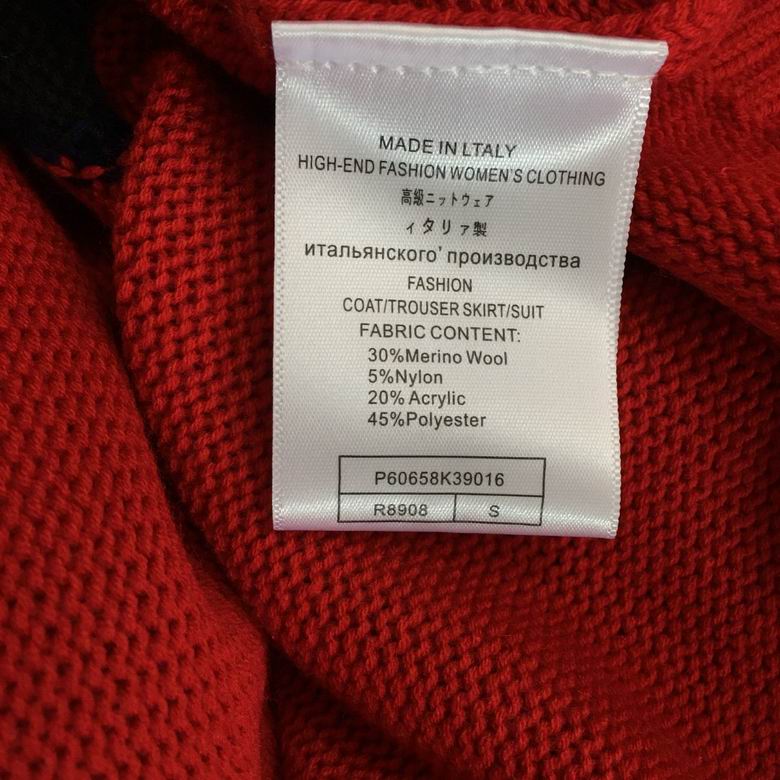 MADE IN LTALY
HIGH-END FASHION WOMEN'S CLOTHING
高級ニットウェア
ィタリァ製
итальянского' производства
FASHION
COAT/TROUSER SKIRT/SUIT
FABRIC CONTENT:
30%Merino Wool
5%Nylon
20% Acrylic
45%Polyester
P60658K39016
R8908 S